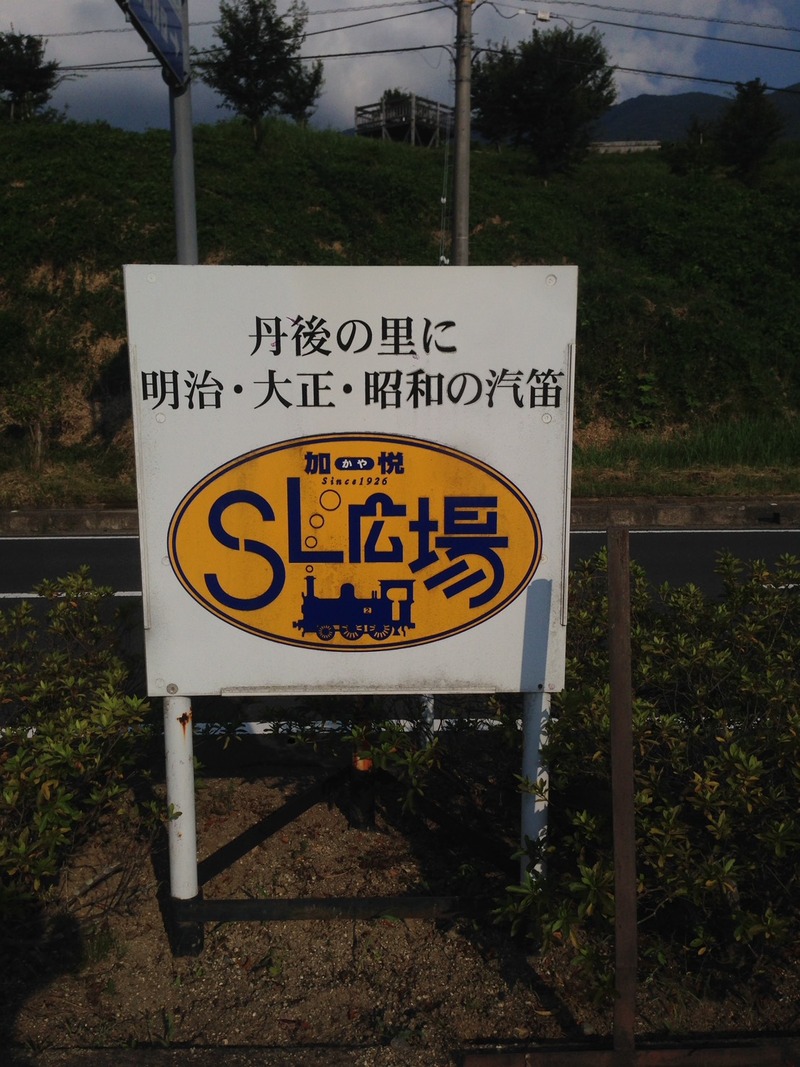 丹後の里に
明治・大正・昭和の汽笛
加かや悦
Since1926
SL広場
2